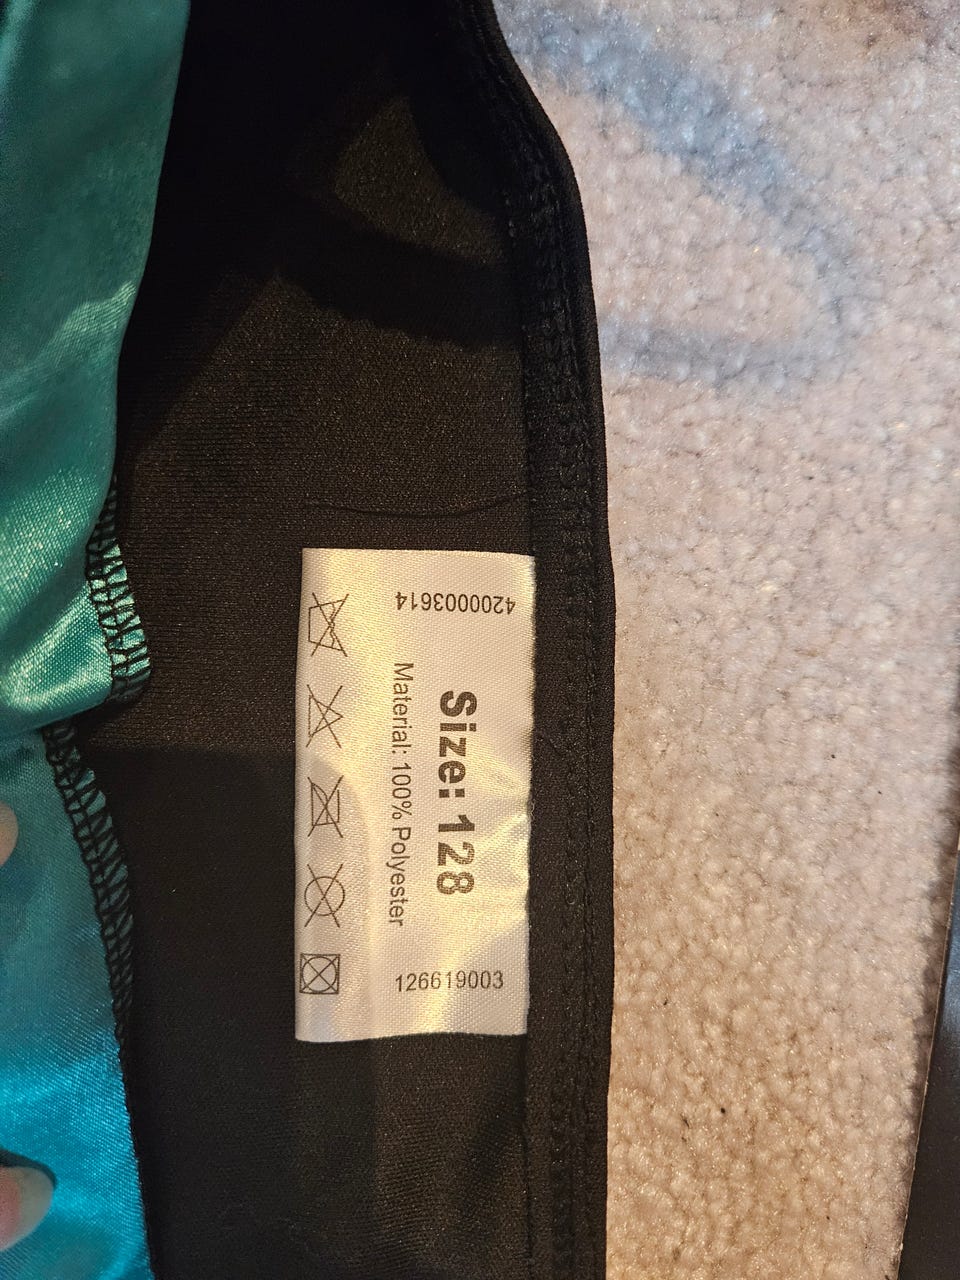 4200003614
Size: 128
Material: 100% Polyester
126619003